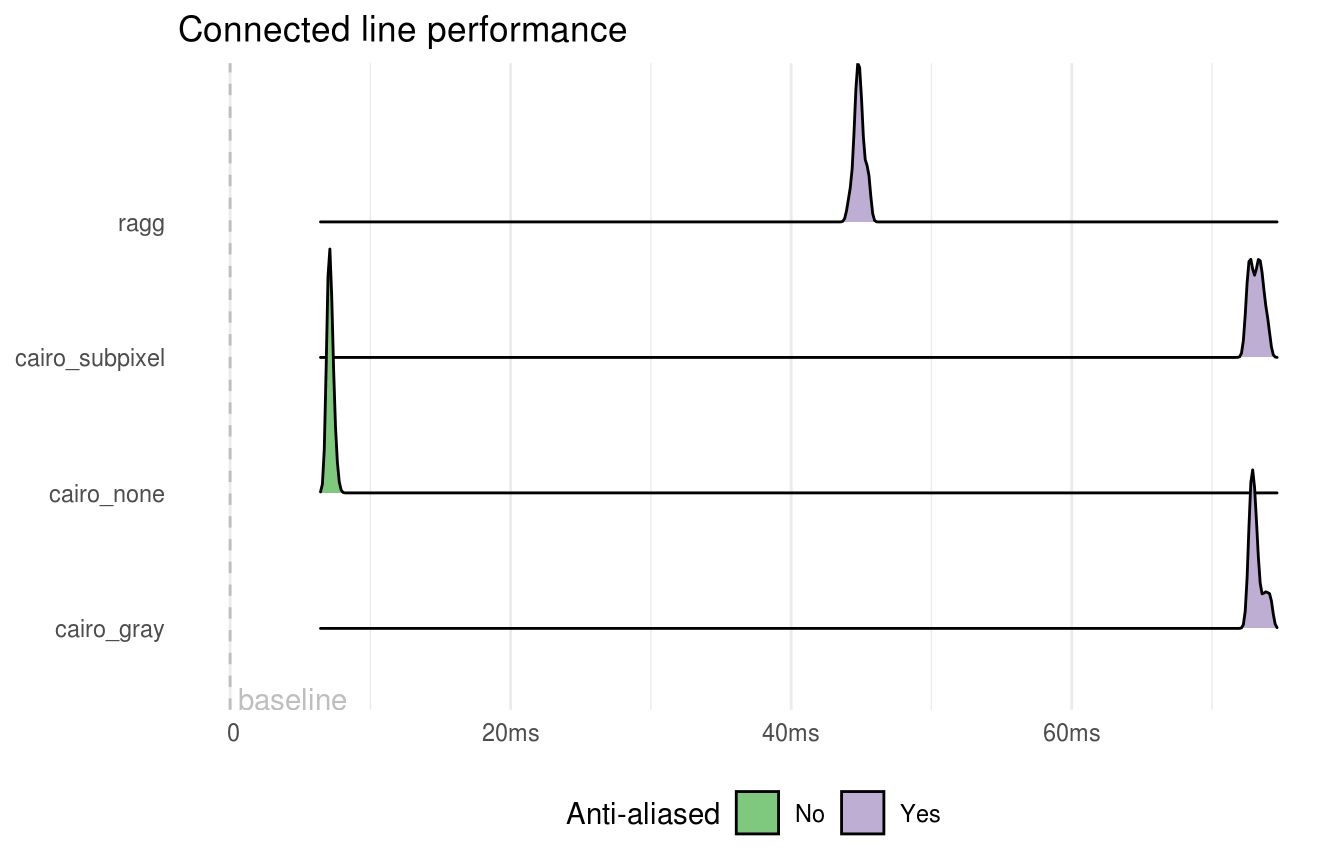 Connected line performance
ragg
cairo_subpixel
cairo_none
cairo_gray
baseline
0 20ms 40ms 60ms
Anti-aliased No Yes